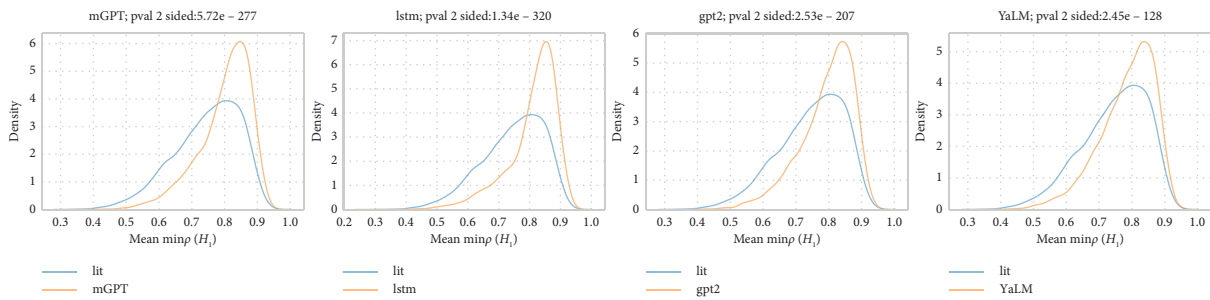 mGPT; pval 2 sided:5.72e – 277
Density
6
5
4
3
2
1
0
0.3 0.4 0.5 0.6 0.7 0.8 0.9 1.0
Mean minρ (H₁)
lit
mGPT
lstm; pval 2 sided:1.34e – 320
Density
7
6
5
4
3
2
1
0
0.2 0.3 0.4 0.5 0.6 0.7 0.8 0.9 1.0
Mean minρ (H₁)
lit
lstm
gpt2; pval 2 sided:2.53e – 207
Density
6
5
4
3
2
1
0
0.3 0.4 0.5 0.6 0.7 0.8 0.9 1.0
Mean minρ (H₁)
lit
gpt2
YaLM; pval 2 sided:2.45e – 128
Density
5
4
3
2
1
0
0.3 0.4 0.5 0.6 0.7 0.8 0.9 1.0
Mean minρ (H₁)
lit
YaLM